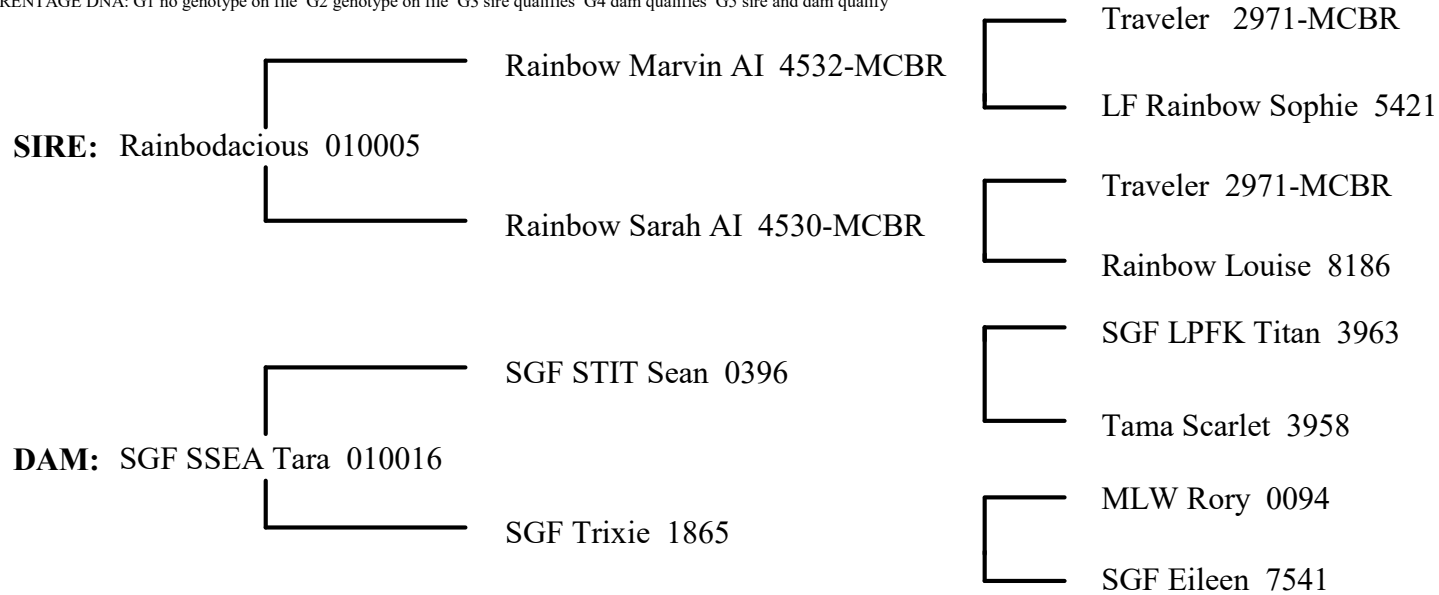 RENTAGE DNA: G1 no genotype on file G2 genotype on file G3 sire qualifies G4 dam qualifies G5 sire and dam qualify
Traveler 2971-MCBR
Rainbow Marvin AI 4532-MCBR
LF Rainbow Sophie 5421
SIRE: Rainbodacious 010005
Traveler 2971-MCBR
Rainbow Sarah AI 4530-MCBR
Rainbow Louise 8186
SGF LPFK Titan 3963
SGF STIT Sean 0396
Tama Scarlet 3958
DAM: SGF SSEA Tara 010016
MLW Rory 0094
SGF Trixie 1865
SGF Eileen 7541